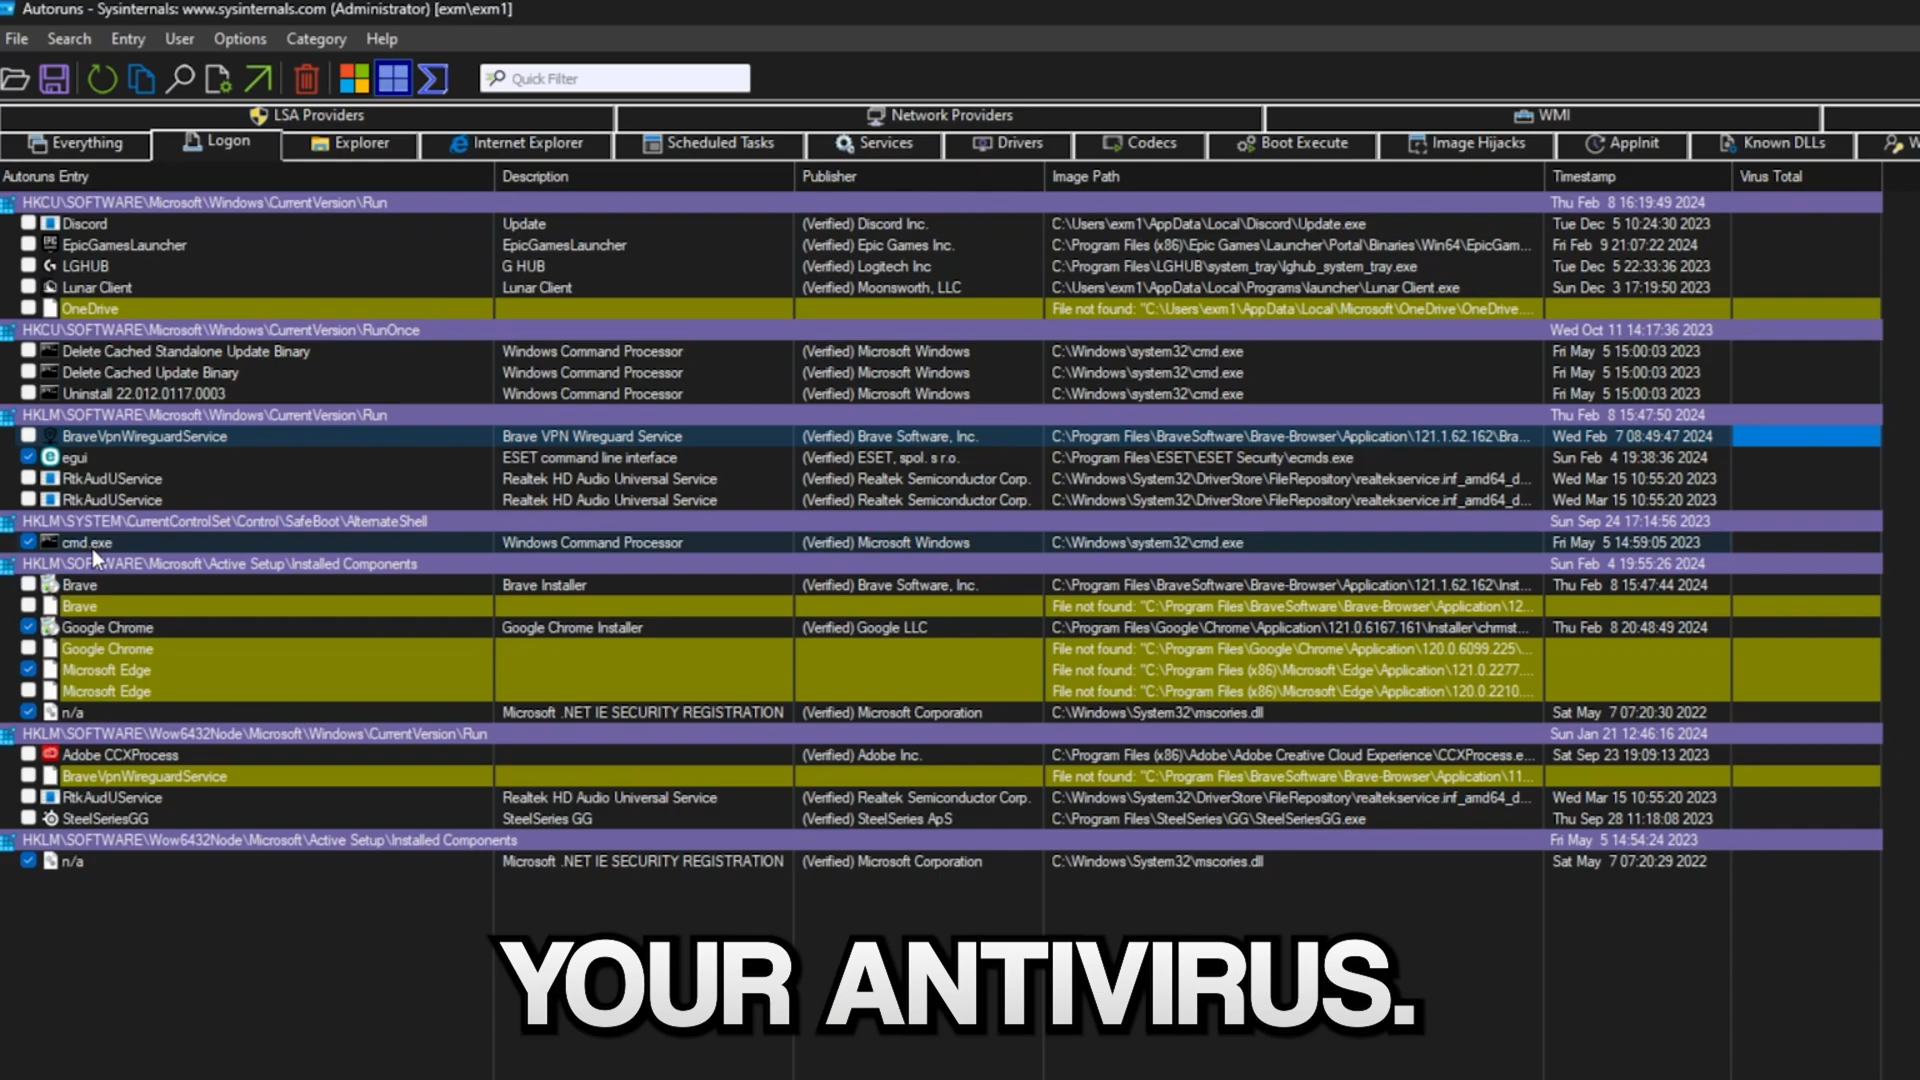 Autoruns - Sysinternals: www.sysinternals.com (Administrator) [exm\exm1]
File Search Entry User Options Category Help
Quick Filter
LSA Providers Network Providers WMI
Everything Logon Explorer Internet Explorer Scheduled Tasks Services Drivers Codecs Boot Execute Image Hijacks AppInit Known DLLs W
Autoruns Entry Description Publisher Image Path Timestamp Virus Total
HKCU\SOFTWARE\Microsoft\Windows\CurrentVersion\Run Thu Feb 8 16:19:49 2024
Discord Update (Verified) Discord Inc. C:\Users\exm1\AppData\Local\Discord\Update.exe Tue Dec 5 10:24:30 2023
EpicGamesLauncher EpicGamesLauncher (Verified) Epic Games Inc. C:\Program Files (x86)\Epic Games\Launcher\Portal\Binaries\Win64\EpicGam... Fri Feb 9 21:07:22 2024
LGHUB G HUB (Verified) Logitech Inc C:\Program Files\LGHUB\system_tray\lghub_system_tray.exe Tue Dec 5 22:33:36 2023
Lunar Client Lunar Client (Verified) Moonsworth, LLC C:\Users\exm1\AppData\Local\Programs\launcher\Lunar Client.exe Sun Dec 3 17:19:50 2023
OneDrive File not found: "C:\Users\exm1\AppData\Local\Microsoft\OneDrive\OneDrive....
HKCU\SOFTWARE\Microsoft\Windows\CurrentVersion\RunOnce Wed Oct 11 14:17:36 2023
Delete Cached Standalone Update Binary Windows Command Processor (Verified) Microsoft Windows C:\Windows\system32\cmd.exe Fri May 5 15:00:03 2023
Delete Cached Update Binary Windows Command Processor (Verified) Microsoft Windows C:\Windows\system32\cmd.exe Fri May 5 15:00:03 2023
Uninstall 22.012.0117.0003 Windows Command Processor (Verified) Microsoft Windows C:\Windows\system32\cmd.exe Fri May 5 15:00:03 2023
HKLM\SOFTWARE\Microsoft\Windows\CurrentVersion\Run Thu Feb 8 15:47:50 2024
BraveVpnWireguardService Brave VPN Wireguard Service (Verified) Brave Software, Inc. C:\Program Files\BraveSoftware\Brave-Browser\Application\121.1.62.162\Bra... Wed Feb 7 08:49:47 2024
egui ESET command line interface (Verified) ESET, spol. s r.o. C:\Program Files\ESET\ESET Security\ecmds.exe Sun Feb 4 19:38:36 2024
RtkAudUService Realtek HD Audio Universal Service (Verified) Realtek Semiconductor Corp. C:\Windows\System32\DriverStore\FileRepository\realtekservice.inf_amd64_d... Wed Mar 15 10:55:20 2023
RtkAudUService Realtek HD Audio Universal Service (Verified) Realtek Semiconductor Corp. C:\Windows\System32\DriverStore\FileRepository\realtekservice.inf_amd64_d... Wed Mar 15 10:55:20 2023
HKLM\SYSTEM\CurrentControlSet\Control\SafeBoot\AlternateShell Sun Sep 24 17:14:56 2023
cmd.exe Windows Command Processor (Verified) Microsoft Windows C:\Windows\system32\cmd.exe Fri May 5 14:59:05 2023
HKLM\SOFTWARE\Microsoft\Active Setup\Installed Components Sun Feb 4 19:55:26 2024
Brave Brave Installer (Verified) Brave Software, Inc. C:\Program Files\BraveSoftware\Brave-Browser\Application\121.1.62.162\Inst... Thu Feb 8 15:47:44 2024
Brave File not found: "C:\Program Files\BraveSoftware\Brave-Browser\Application\12...
Google Chrome Google Chrome Installer (Verified) Google LLC C:\Program Files\Google\Chrome\Application\121.0.6167.161\Installer\chrmst... Thu Feb 8 20:48:49 2024
Google Chrome File not found: "C:\Program Files\Google\Chrome\Application\120.0.6099.225\...
Microsoft Edge File not found: "C:\Program Files (x86)\Microsoft\Edge\Application\121.0.2277....
Microsoft Edge File not found: "C:\Program Files (x86)\Microsoft\Edge\Application\120.0.2210....
n/a Microsoft .NET IE SECURITY REGISTRATION (Verified) Microsoft Corporation C:\Windows\System32\mscories.dll Sat May 7 07:20:30 2022
HKLM\SOFTWARE\Wow6432Node\Microsoft\Windows\CurrentVersion\Run Sun Jan 21 12:46:16 2024
Adobe CCXProcess (Verified) Adobe Inc. C:\Program Files (x86)\Adobe\Adobe Creative Cloud Experience\CCXProcess.e... Sat Sep 23 19:09:13 2023
BraveVpnWireguardService File not found: "C:\Program Files\BraveSoftware\Brave-Browser\Application\11...
RtkAudUService Realtek HD Audio Universal Service (Verified) Realtek Semiconductor Corp. C:\Windows\System32\DriverStore\FileRepository\realtekservice.inf_amd64_d... Wed Mar 15 10:55:20 2023
SteelSeriesGG SteelSeries GG (Verified) SteelSeries ApS C:\Program Files\SteelSeries\GG\SteelSeriesGG.exe Thu Sep 28 11:18:08 2023
HKLM\SOFTWARE\Wow6432Node\Microsoft\Active Setup\Installed Components Fri May 5 14:54:24 2023
n/a Microsoft .NET IE SECURITY REGISTRATION (Verified) Microsoft Corporation C:\Windows\System32\mscories.dll Sat May 7 07:20:29 2022
YOUR ANTIVIRUS.